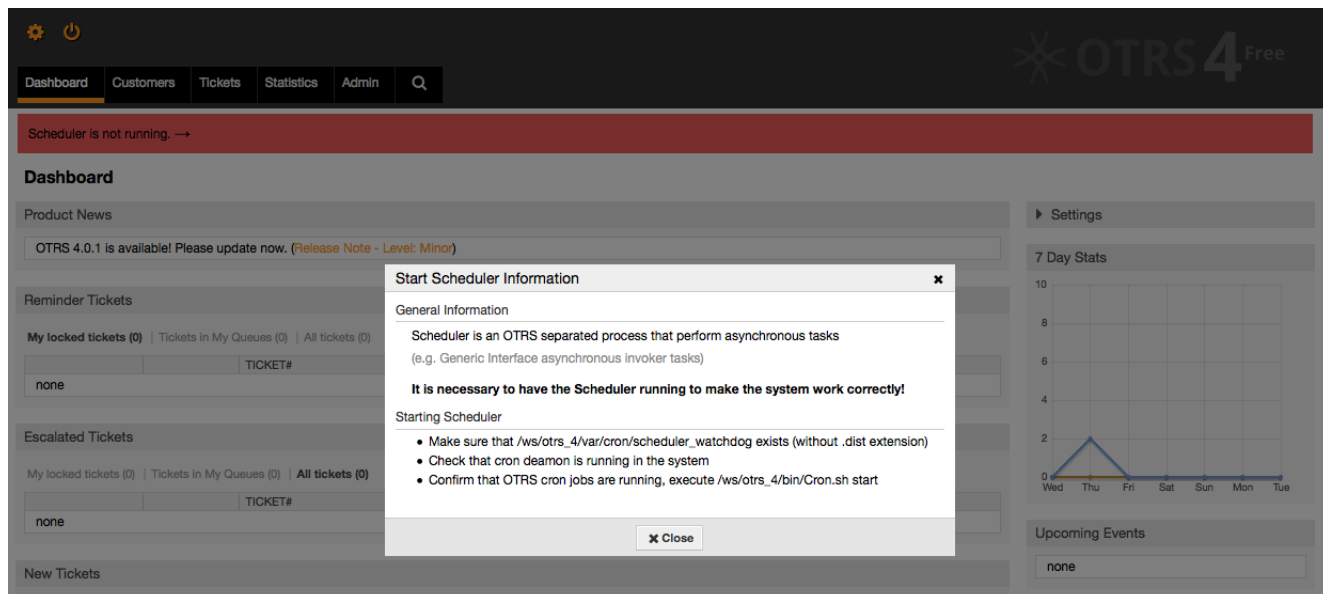 OTRS 4 Free
Dashboard Customers Tickets Statistics Admin
Scheduler is not running. →
Dashboard
Product News
OTRS 4.0.1 is available! Please update now. (Release Note - Level: Minor)
Reminder Tickets
My locked tickets (0) | Tickets in My Queues (0) | All tickets (0)
TICKET#
none
Escalated Tickets
My locked tickets (0) | Tickets in My Queues (0) | All tickets (0)
TICKET#
none
New Tickets
Start Scheduler Information
General Information
Scheduler is an OTRS separated process that perform asynchronous tasks
(e.g. Generic Interface asynchronous invoker tasks)
It is necessary to have the Scheduler running to make the system work correctly!
Starting Scheduler
• Make sure that /ws/otrs_4/var/cron/scheduler_watchdog exists (without .dist extension)
• Check that cron deamon is running in the system
• Confirm that OTRS cron jobs are running, execute /ws/otrs_4/bin/Cron.sh start
Close
Settings
7 Day Stats
10
8
6
4
2
0
Wed Thu Fri Sat Sun Mon Tue
Upcoming Events
none